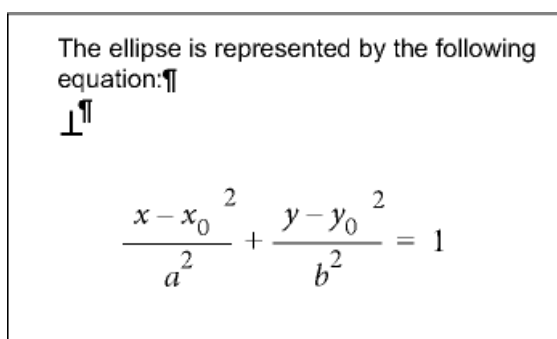 The ellipse is represented by the following
equation:¶
⊥¶
x – x₀ ² / a² + y – y₀ ² / b² = 1